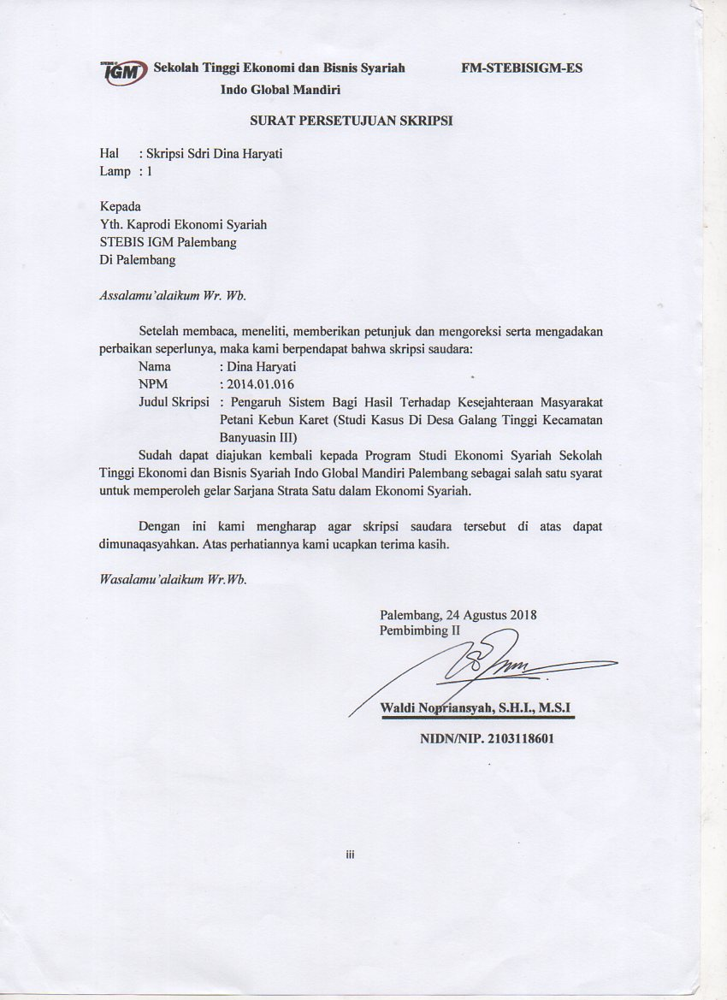 STEBIS IGM Sekolah Tinggi Ekonomi dan Bisnis Syariah FM-STEBISIGM-ES
Indo Global Mandiri
SURAT PERSETUJUAN SKRIPSI
Hal : Skripsi Sdri Dina Haryati
Lamp : 1
Kepada
Yth. Kaprodi Ekonomi Syariah
STEBIS IGM Palembang
Di Palembang
Assalamu’alaikum Wr. Wb.
Setelah membaca, meneliti, memberikan petunjuk dan mengoreksi serta mengadakan
perbaikan seperlunya, maka kami berpendapat bahwa skripsi saudara:
Nama : Dina Haryati
NPM : 2014.01.016
Judul Skripsi : Pengaruh Sistem Bagi Hasil Terhadap Kesejahteraan Masyarakat
Petani Kebun Karet (Studi Kasus Di Desa Galang Tinggi Kecamatan
Banyuasin III)
Sudah dapat diajukan kembali kepada Program Studi Ekonomi Syariah Sekolah
Tinggi Ekonomi dan Bisnis Syariah Indo Global Mandiri Palembang sebagai salah satu syarat
untuk memperoleh gelar Sarjana Strata Satu dalam Ekonomi Syariah.
Dengan ini kami mengharap agar skripsi saudara tersebut di atas dapat
dimunaqasyahkan. Atas perhatiannya kami ucapkan terima kasih.
Wasalamu’alaikum Wr.Wb.
Palembang, 24 Agustus 2018
Pembimbing II
Waldi Nopriansyah, S.H.I., M.S.I
NIDN/NIP. 2103118601
iii